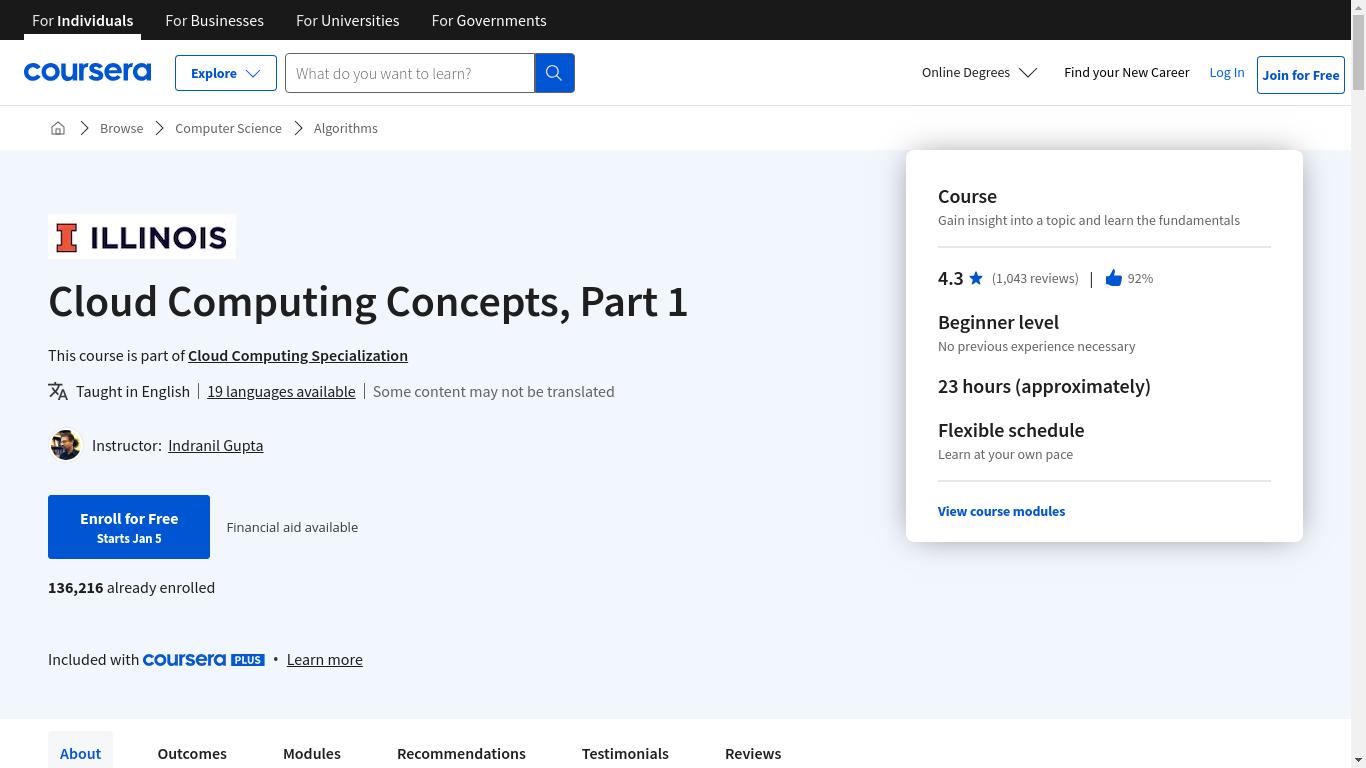 For Individuals
For Businesses
For Universities
For Governments
coursera
Explore
What do you want to learn?
Online Degrees
Find your New Career
Log In
Join for Free
Browse
Computer Science
Algorithms
ILLINOIS
Cloud Computing Concepts, Part 1
This course is part of Cloud Computing Specialization
Taught in English
19 languages available
Some content may not be translated
Instructor: Indranil Gupta
Enroll for Free
Starts Jan 5
Financial aid available
136,216 already enrolled
Included with coursera PLUS • Learn more
Course
Gain insight into a topic and learn the fundamentals
4.3 (1,043 reviews) | 92%
Beginner level
No previous experience necessary
23 hours (approximately)
Flexible schedule
Learn at your own pace
View course modules
About
Outcomes
Modules
Recommendations
Testimonials
Reviews